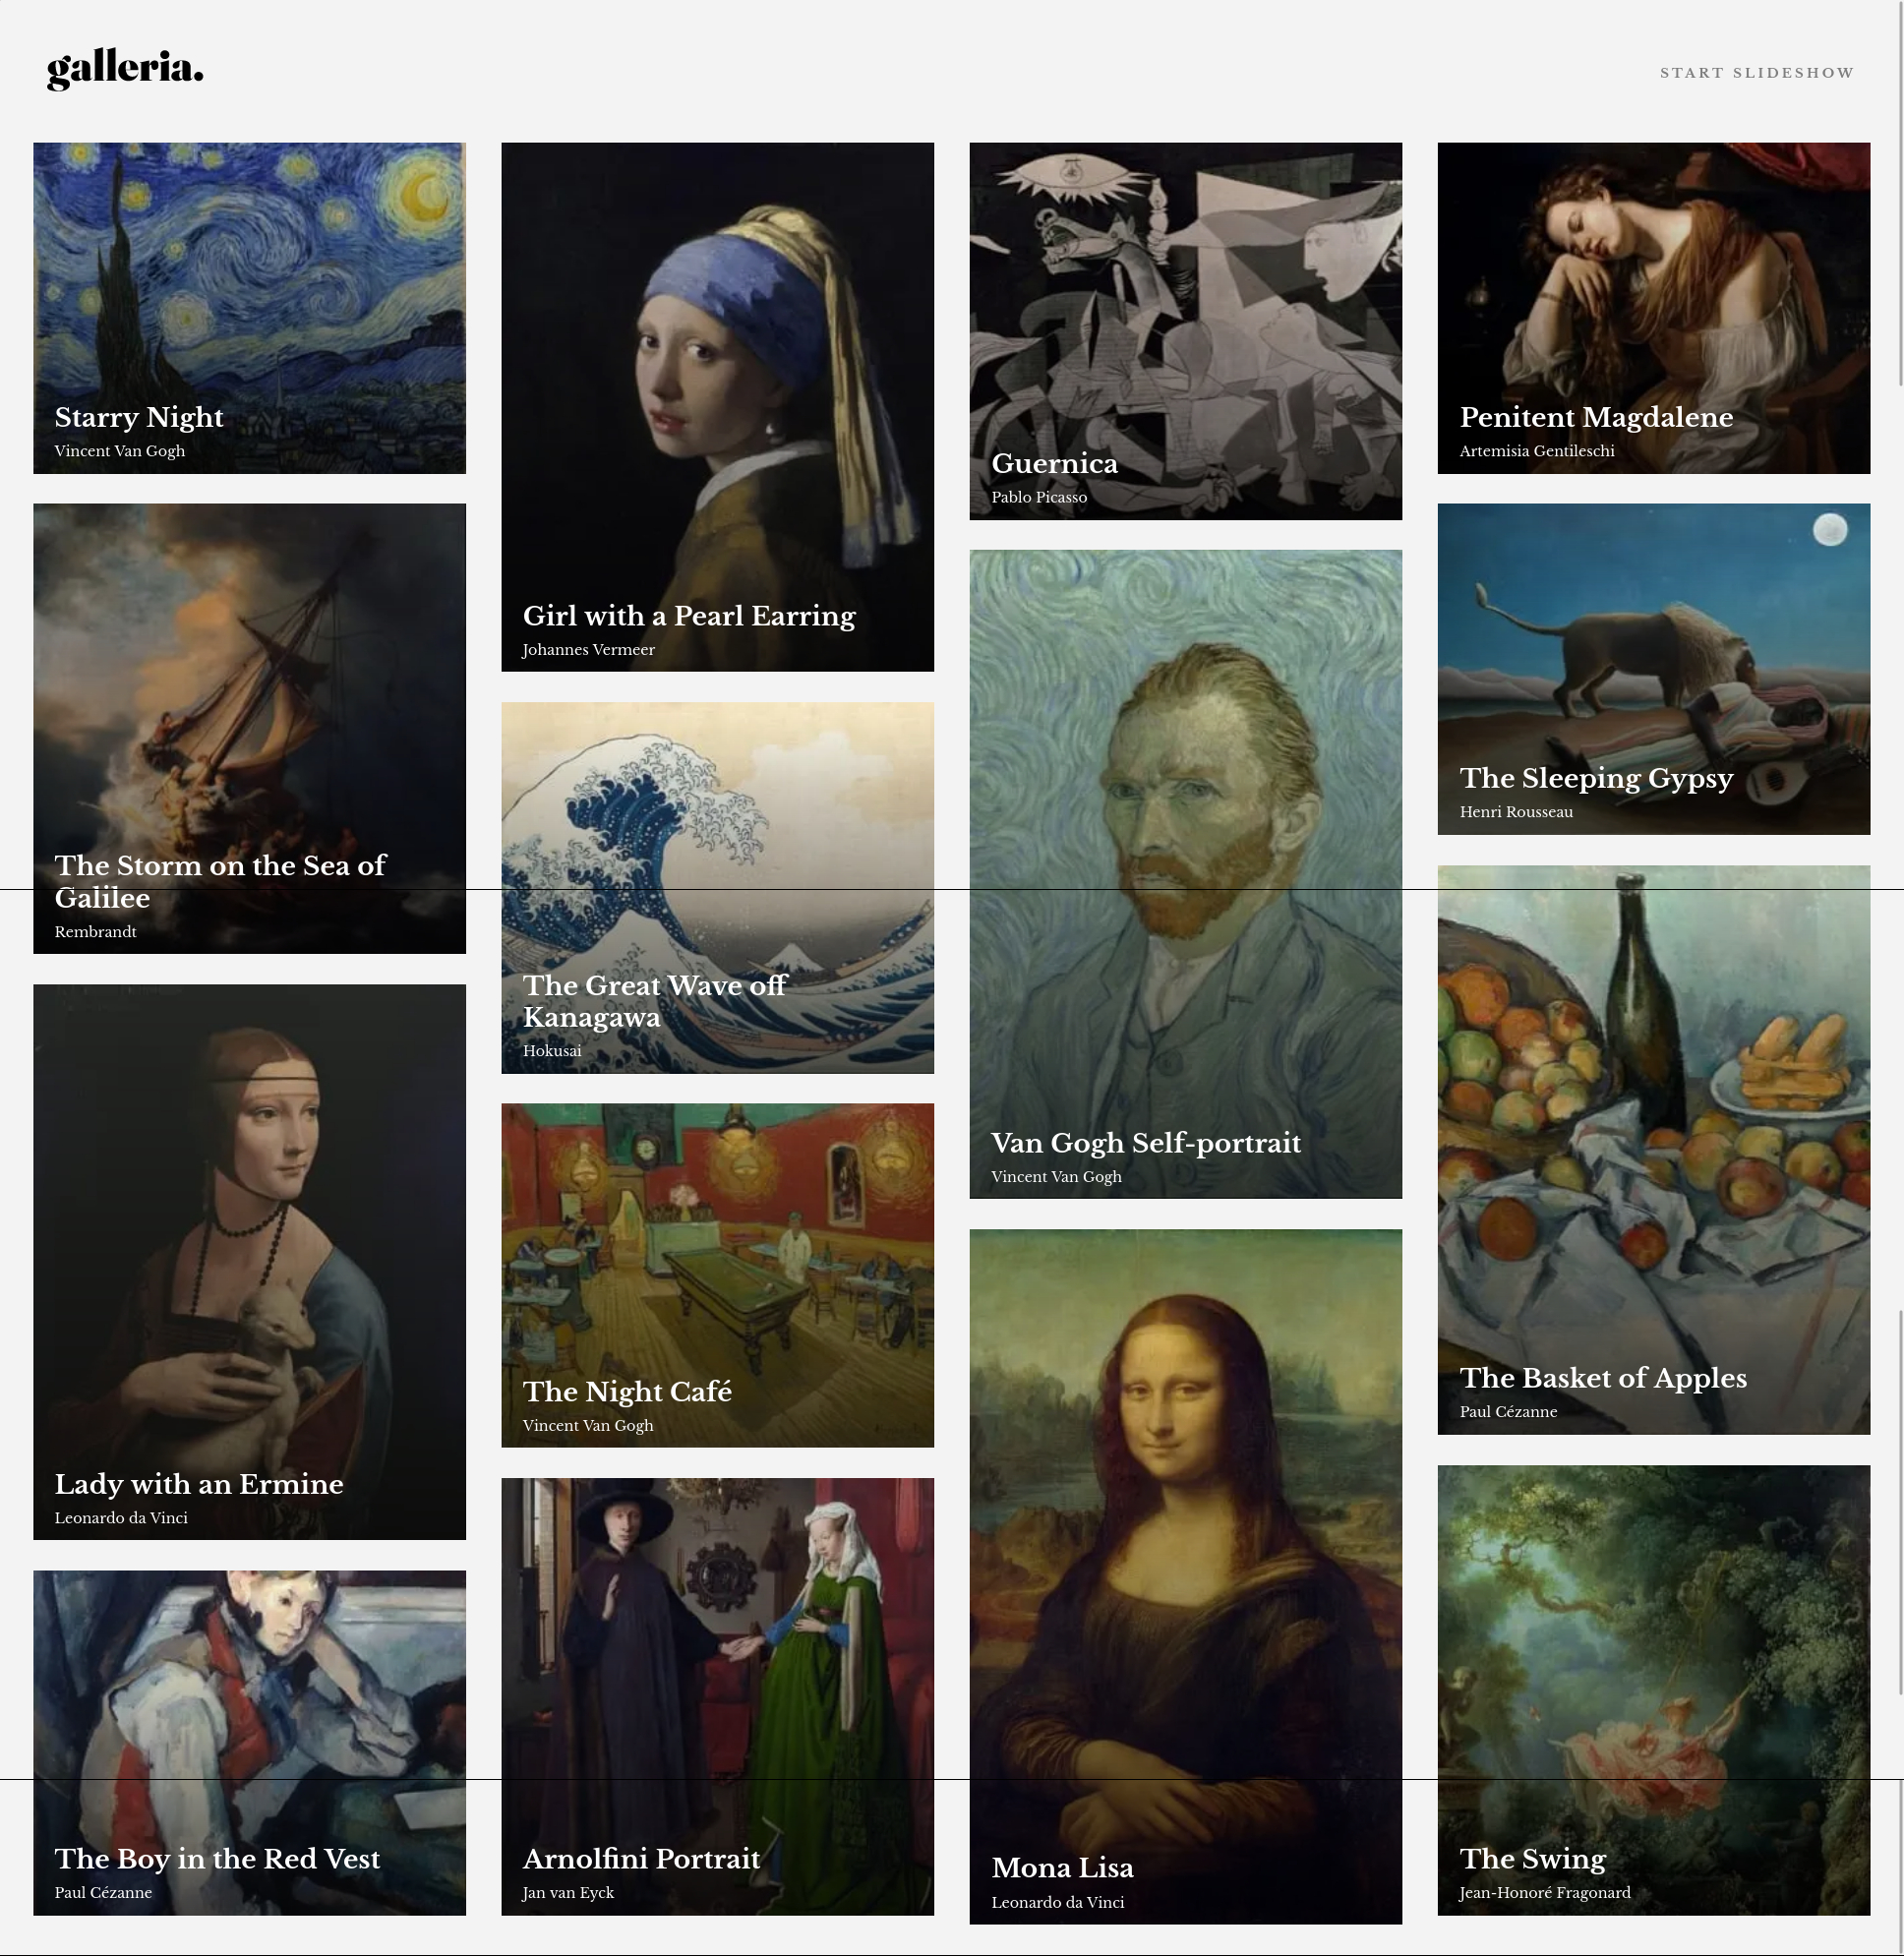 galleria.
START SLIDESHOW
Starry Night
Vincent Van Gogh
The Storm on the Sea of
Galilee
Rembrandt
Lady with an Ermine
Leonardo da Vinci
The Boy in the Red Vest
Paul Cézanne
Girl with a Pearl Earring
Johannes Vermeer
The Great Wave off
Kanagawa
Hokusai
The Night Café
Vincent Van Gogh
Arnolfini Portrait
Jan van Eyck
Guernica
Pablo Picasso
Van Gogh Self-portrait
Vincent Van Gogh
Mona Lisa
Leonardo da Vinci
Penitent Magdalene
Artemisia Gentileschi
The Sleeping Gypsy
Henri Rousseau
The Basket of Apples
Paul Cézanne
The Swing
Jean-Honoré Fragonard